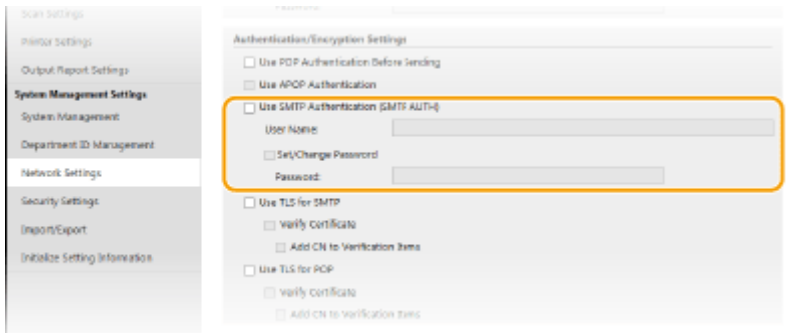 Scan Settings
Printer Settings
Output Report Settings
System Management Settings
System Management
Department ID Management
Network Settings
Security Settings
Import/Export
Initialize Setting Information
Password:
Authentication/Encryption Settings
Use POP Authentication Before Sending
Use APOP Authentication
Use SMTP Authentication (SMTP AUTH)
User Name:
Set/Change Password
Password:
Use TLS for SMTP
Verify Certificate
Add CN to Verification Items
Use TLS for POP
Verify Certificate
Add CN to Verification Items